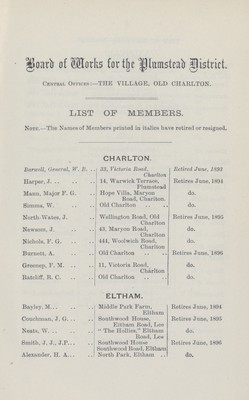 Board of Works for the Plumstead District.
Central Offices:—THE VILLAGE, OLD CHARLTON.
LIST OF MEMBERS.
Note.—The Names of Members printed in italics have retired or resigned.
CHARLTON.
Barwell, General, W. R. .. 53, Victoria Road, Charlton Retired June, 1893
Harpur, J. .. .. .. 14, Warwick Terrace, Plumstead Retires June, 1894
Mann, Major F. G. .. Hope Villa, Maryon Road, Charlton. do.
Simms, W. .. .. Old Charlton .. .. do.
North-Wates, J. .. Wellington Road, Old Charlton Retires June, 1895
Newson, J. .. .. 43, Maryon Road, Charlton do.
Nichols, F. G. .. .. 444, Woolwich Road, Charlton do.
Burnett, A. .. .. Old Charlton .. .. Retires June, 1896
Greensp, F. M. .. .. 11, Victoria Road, Charlton do.
Ratcliff, R. C. .. .. Old Charlton .. .. do.
ELTHAM.
Bayley, M. .. .. .. Middle Park Farm, Eltham Retires June, 1894
Couchman, J. G. .. .. Southwood House, Eltham Road, Lee Retires June, 1895
Neate, W. .. .. .. "The Hollies," Eltham Road, Lee do.
Smith, J. J., J.P. .. .. Southwood House Southwood Road, Eltham Retires June, 1896
Alexander, H. A. .. .. North Park, Eltham .. do.